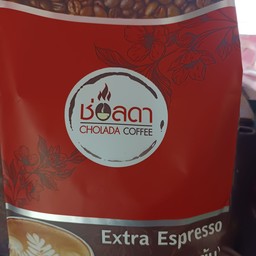 ช่อลดา
CHOLADA COFFEE
Extra Espresso